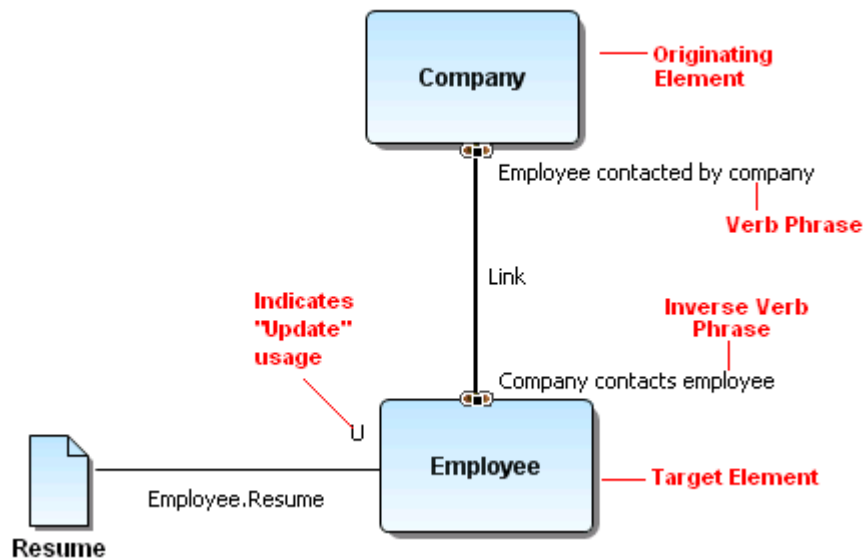 Company
Originating
Element
Employee contacted by company
Verb Phrase
Link
Indicates
"Update"
usage
Inverse Verb
Phrase
Company contacts employee
U
Employee
Target Element
Employee.Resume
Resume